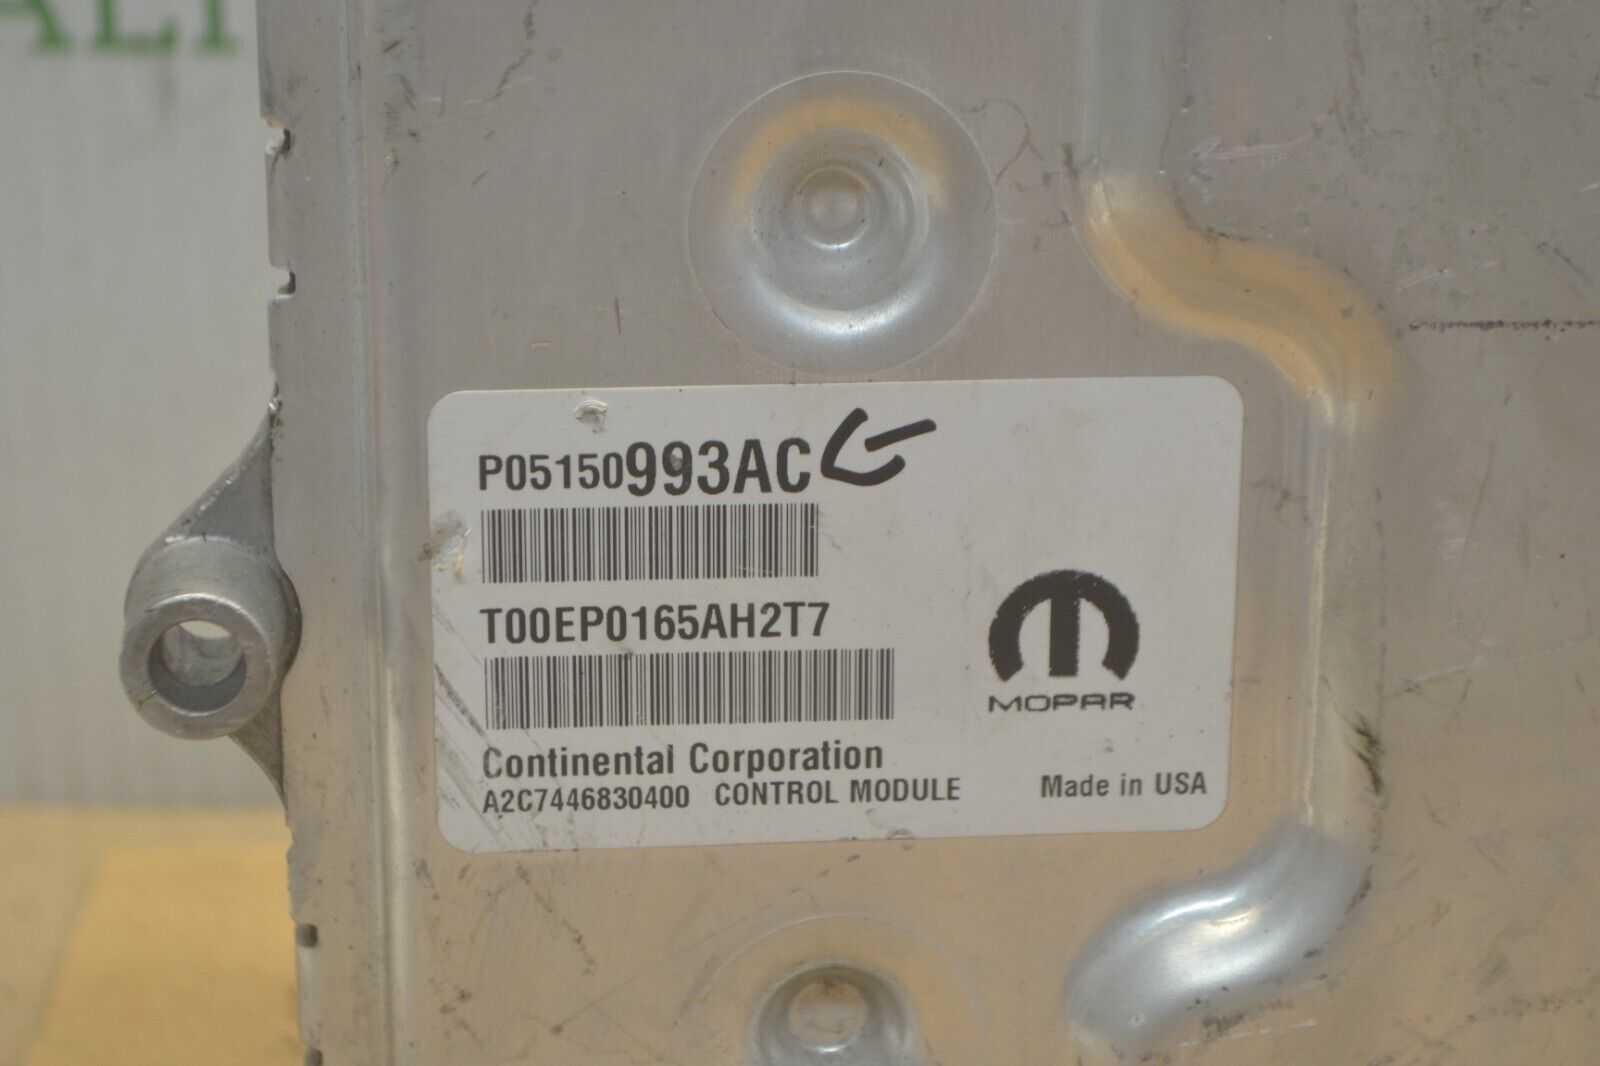 P05150993AC
T00EP0165AH2T7
MOPAR
Continental Corporation
A2C7446830400 CONTROL MODULE
Made in USA